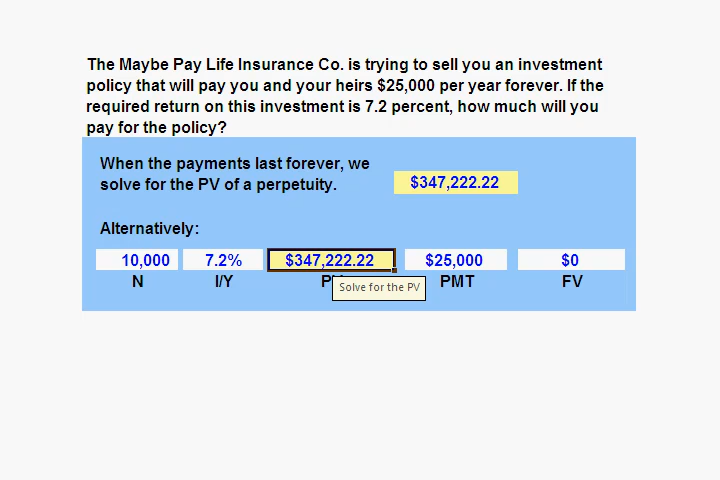 The Maybe Pay Life Insurance Co. is trying to sell you an investment
policy that will pay you and your heirs $25,000 per year forever. If the
required return on this investment is 7.2 percent, how much will you
pay for the policy?
When the payments last forever, we
solve for the PV of a perpetuity. $347,222.22
Alternatively:
10,000 7.2% $347,222.22 $25,000 $0
N I/Y PMT FV
Solve for the PV